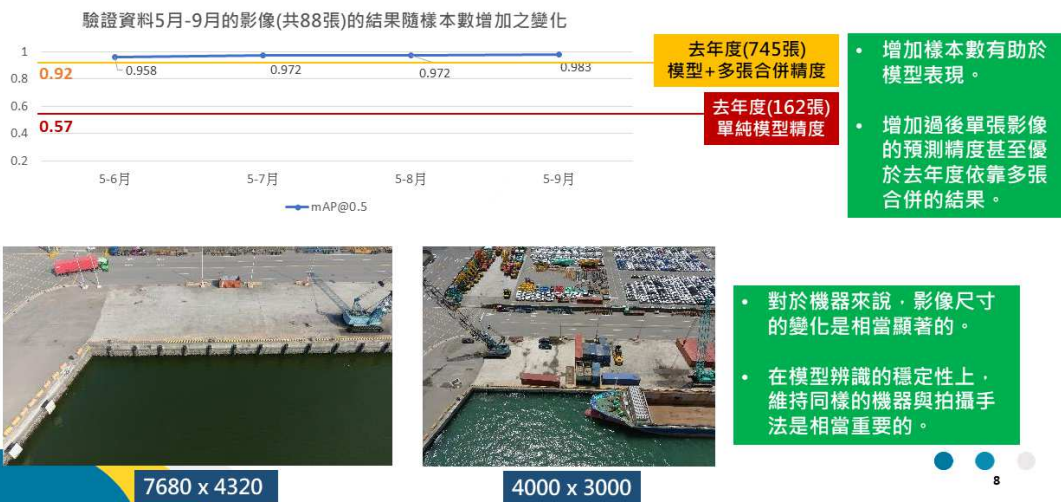 驗證資料5月-9月的影像(共88張)的結果隨樣本數增加之變化
1
0.8
0.6
0.4
0.2
0.92
0.57
0.958
0.972
0.972
0.983
5-6月
5-7月
5-8月
5-9月
mAP@0.5
去年度(745張)
模型+多張合併精度
去年度(162張)
單純模型精度
• 增加樣本數有助於
模型表現。
• 增加過後單張影像
的預測精度甚至優
於去年度依靠多張
合併的結果。
7680 x 4320
4000 x 3000
• 對於機器來說，影像尺寸
的變化是相當顯著的。
• 在模型辨識的穩定性上，
維持同樣的機器與拍攝手
法是相當重要的。
8